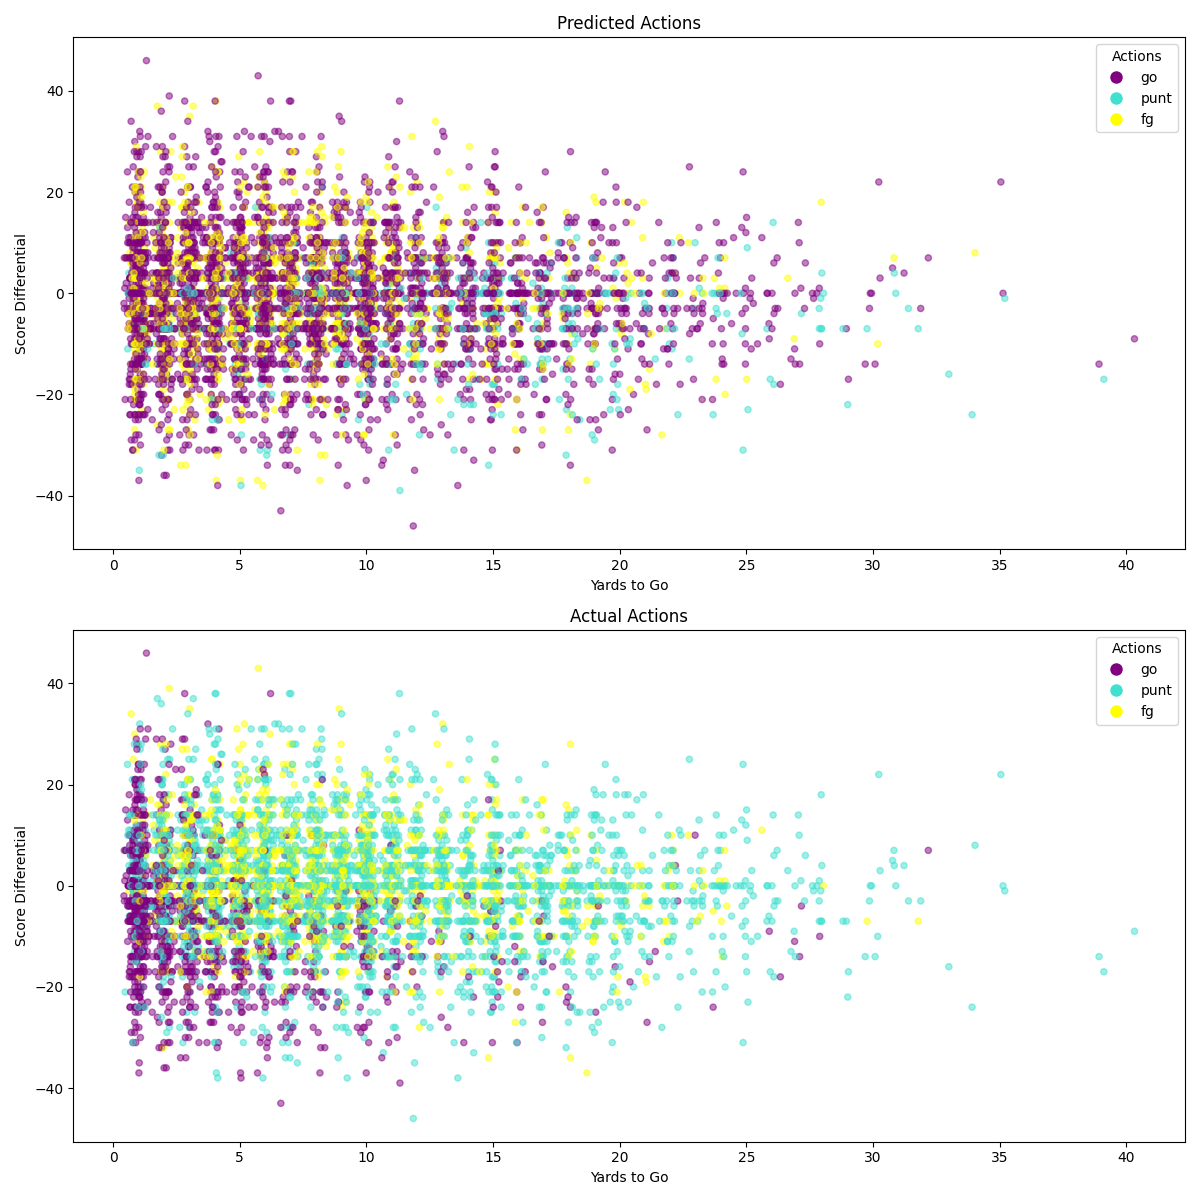 Predicted Actions
Score Differential
40
20
0
−20
−40
0 5 10 15 20 25 30 35 40
Yards to Go
Actions
go
punt
fg
Actual Actions
Score Differential
40
20
0
−20
−40
0 5 10 15 20 25 30 35 40
Yards to Go
Actions
go
punt
fg